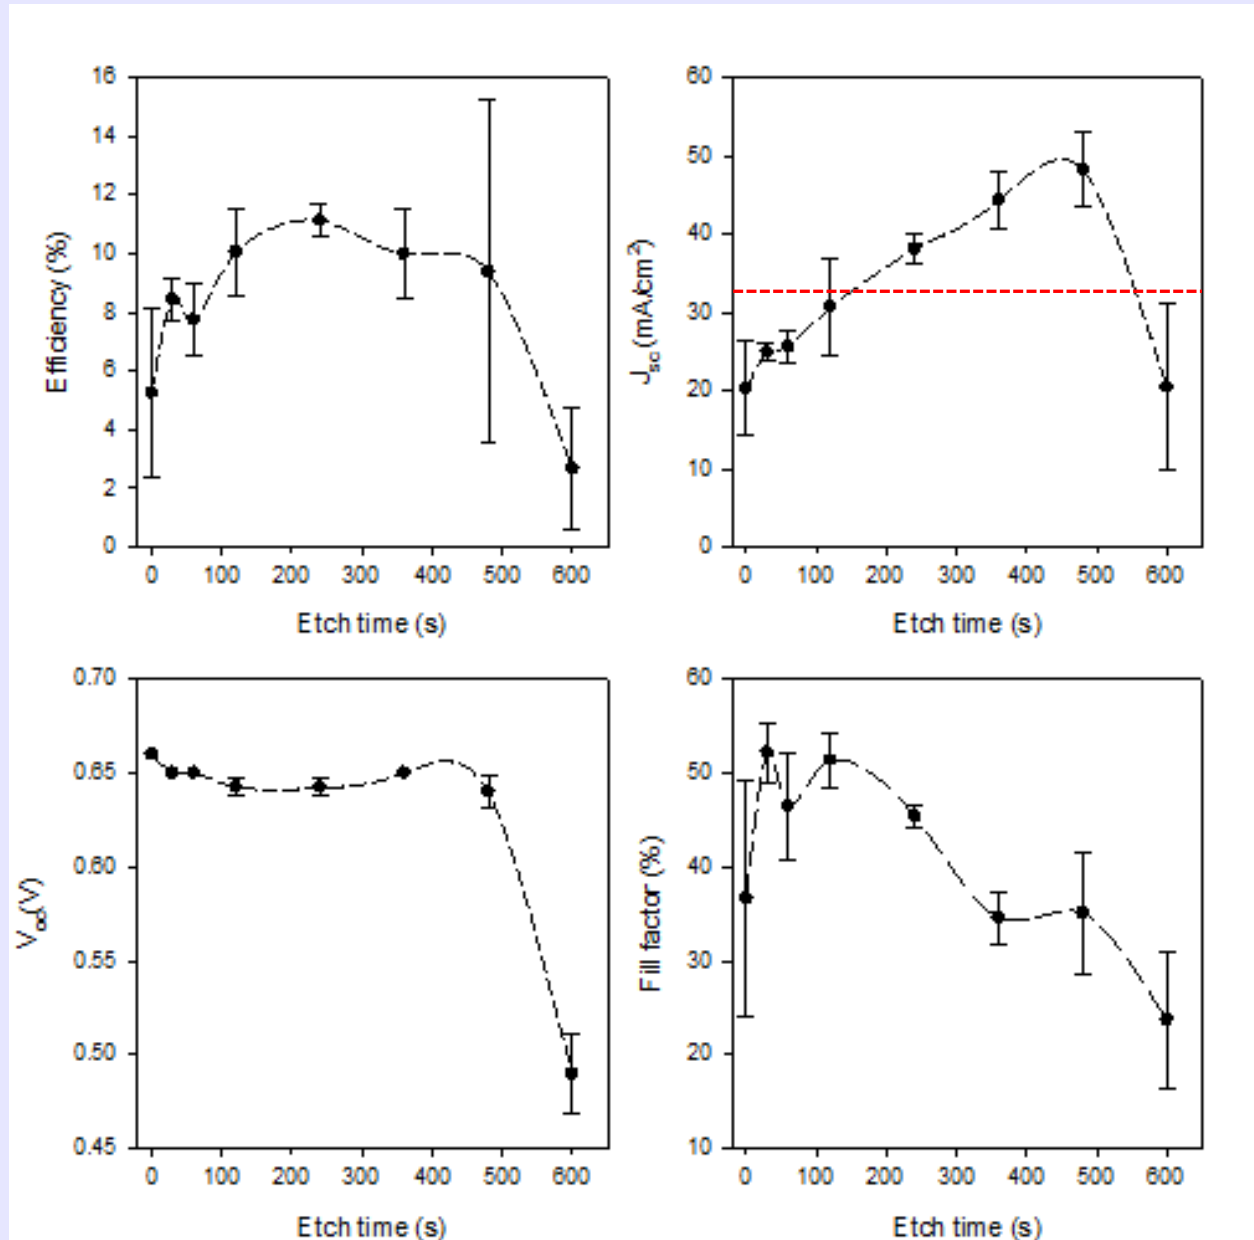 16
14
12
10
8
6
4
2
0
Efficiency (%)
0 100 200 300 400 500 600
Etch time (s)
60
50
40
30
20
10
0
Jsc (mA/cm²)
0 100 200 300 400 500 600
Etch time (s)
0.70
0.65
0.60
0.55
0.50
0.45
Voc(V)
0 100 200 300 400 500 600
Etch time (s)
60
50
40
30
20
10
Fill factor (%)
0 100 200 300 400 500 600
Etch time (s)